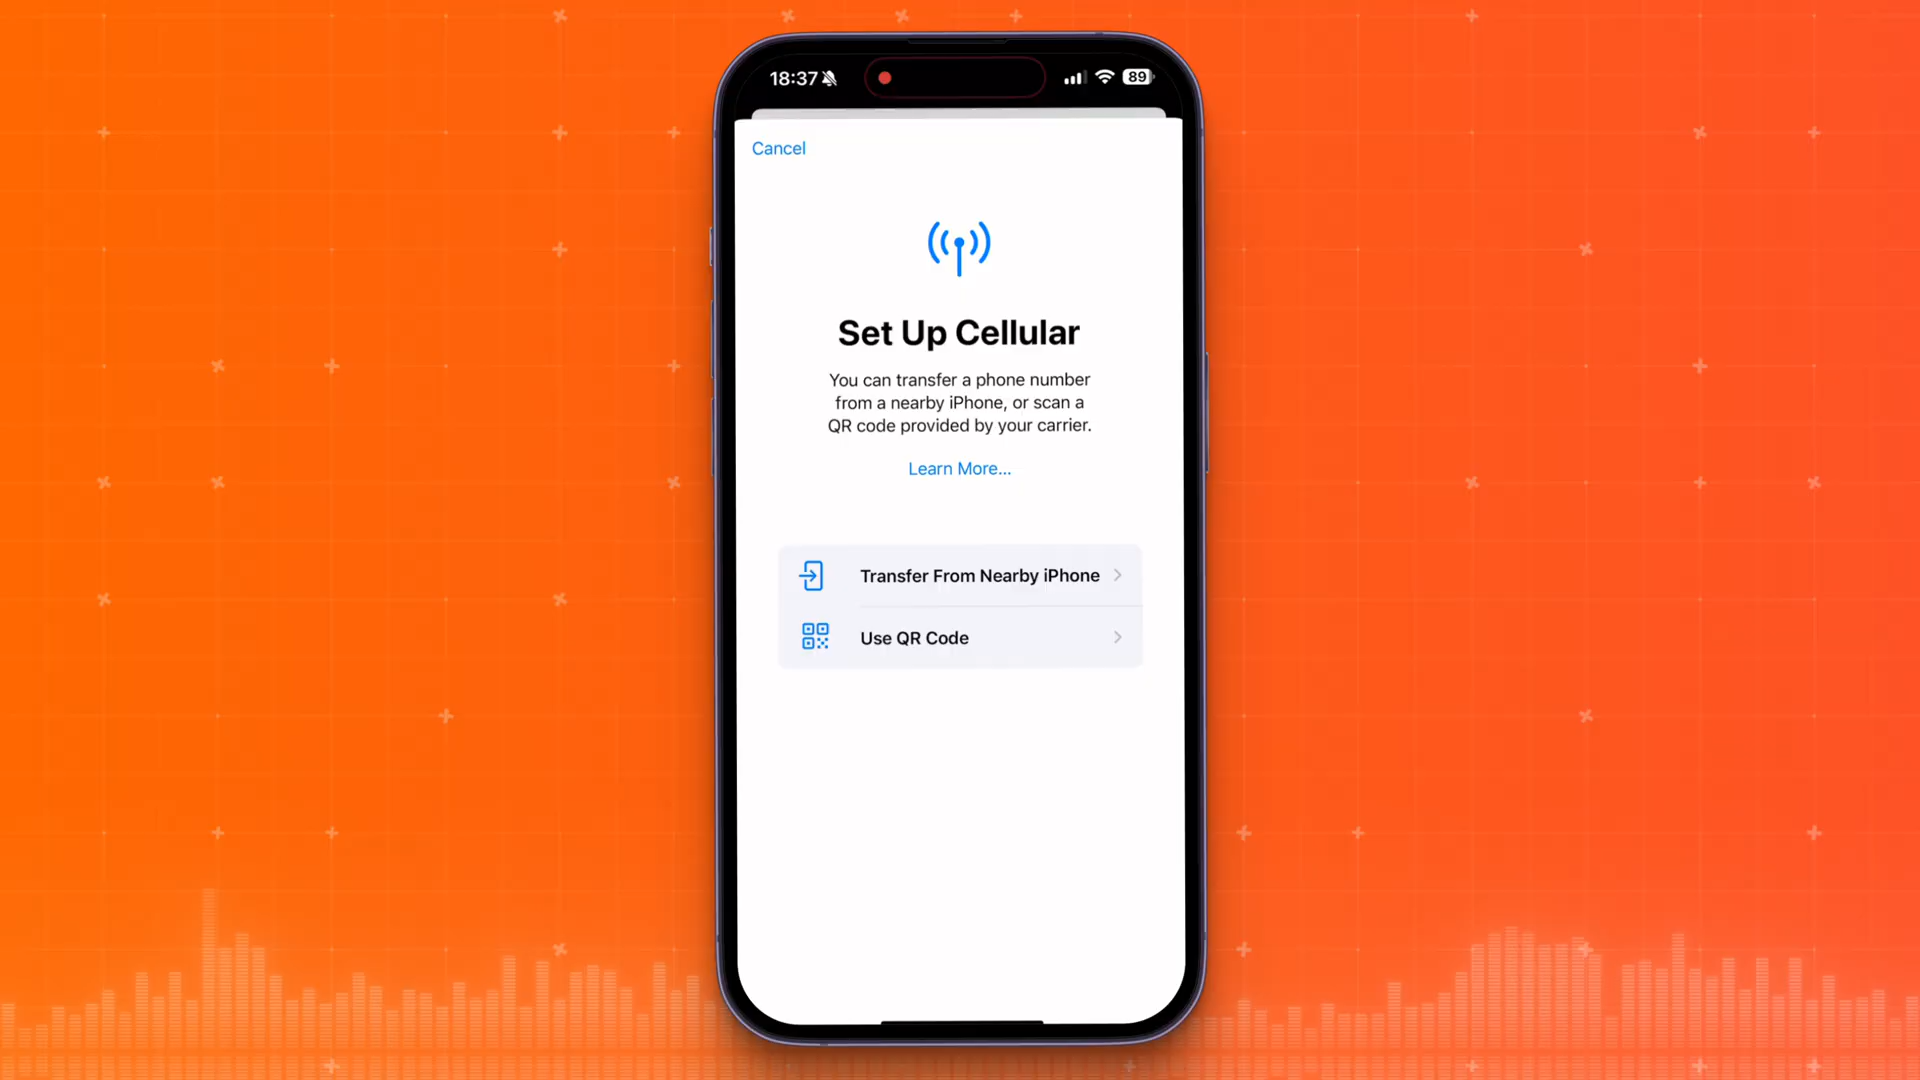 18:37
89
Cancel
Set Up Cellular
You can transfer a phone number
from a nearby iPhone, or scan a
QR code provided by your carrier.
Learn More...
Transfer From Nearby iPhone
Use QR Code